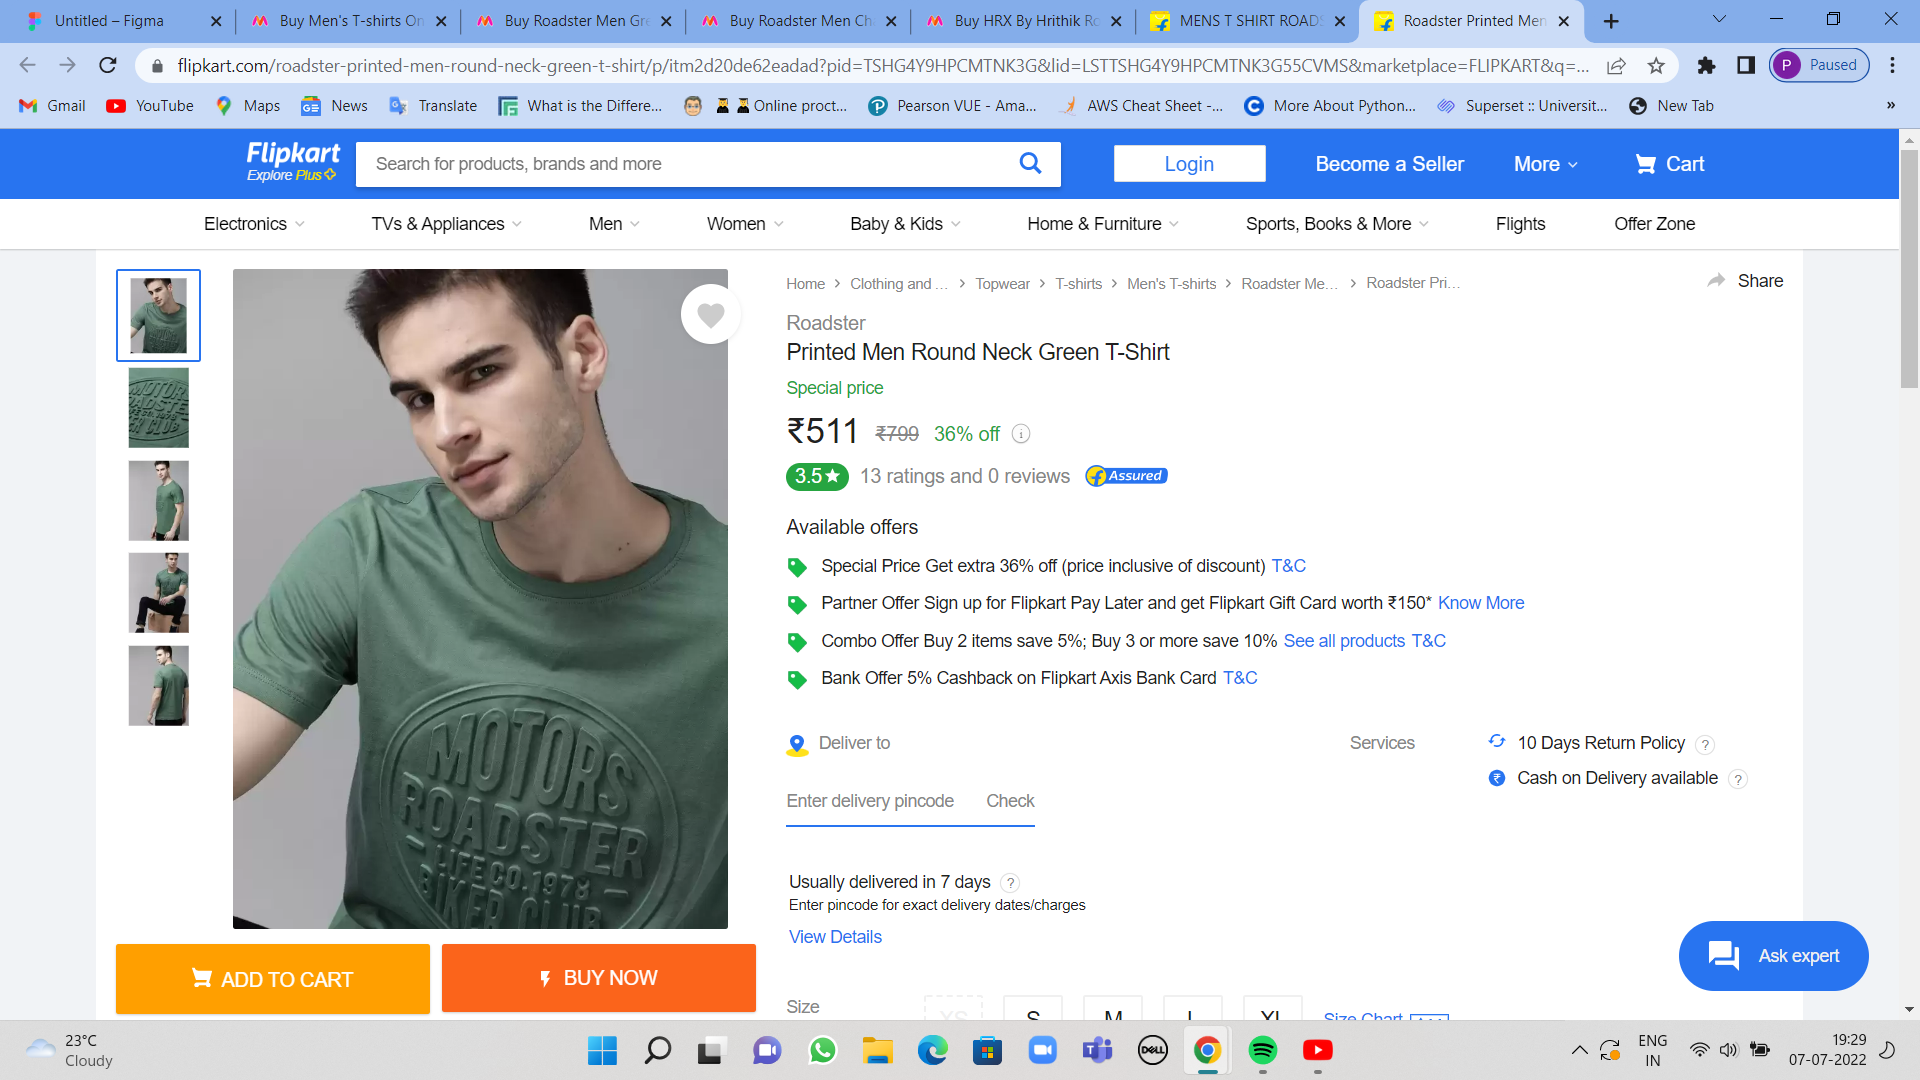 Untitled – Figma
Buy Men's T-shirts On
Buy Roadster Men Gre
Buy Roadster Men Ch
Buy HRX By Hrithik Ro
MENS T SHIRT ROADS
Roadster Printed Men
flipkart.com/roadster-printed-men-round-neck-green-t-shirt/p/itm2d20de62eadad?pid=TSHG4Y9HPCMTNK3G&lid=LSTTSHG4Y9HPCMTNK3G55CVMS&marketplace=FLIPKART&q=...
P Paused
Gmail
YouTube
Maps
News
Translate
What is the Differe...
Online proct...
Pearson VUE - Ama...
AWS Cheat Sheet -...
More About Python...
Superset :: Universit...
New Tab
»
Flipkart
Explore Plus
Search for products, brands and more
Login
Become a Seller
More
Cart
Electronics
TVs & Appliances
Men
Women
Baby & Kids
Home & Furniture
Sports, Books & More
Flights
Offer Zone
Home > Clothing and ... > Topwear > T-shirts > Men's T-shirts > Roadster Me... > Roadster Pri...
Share
Roadster
Printed Men Round Neck Green T-Shirt
Special price
₹511 ₹799 36% off
3.5★ 13 ratings and 0 reviews Assured
Available offers
Special Price Get extra 36% off (price inclusive of discount) T&C
Partner Offer Sign up for Flipkart Pay Later and get Flipkart Gift Card worth ₹150* Know More
Combo Offer Buy 2 items save 5%; Buy 3 or more save 10% See all products T&C
Bank Offer 5% Cashback on Flipkart Axis Bank Card T&C
Deliver to
Enter delivery pincode Check
Services
10 Days Return Policy ?
₹ Cash on Delivery available ?
Usually delivered in 7 days ?
Enter pincode for exact delivery dates/charges
View Details
MOTORS
ROADSTER
LIFE CO. 1978
BIKER CLUB
ADD TO CART
BUY NOW
Size
XS
S
M
L
XL
Size Chart
Ask expert
23°C
Cloudy
DELL
ENG
IN
19:29
07-07-2022